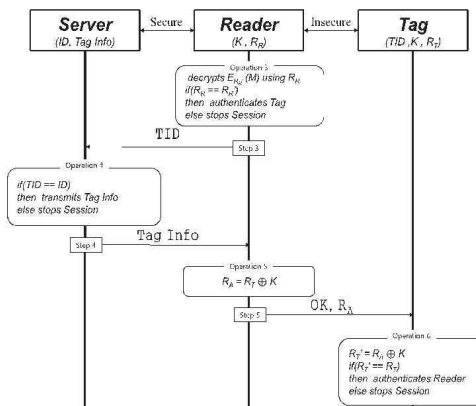 Server
(ID, Tag Info)
Secure
Reader
(K , R_R)
Insecure
Tag
(TID ,K , R_T)
Operation 3
decrypts E_{Rd} (M) using R_R
if(R_R == R_R')
then authenticates Tag
else stops Session
TID
Step 3
Operation 4
if(TID == ID)
then transmits Tag Info
else stops Session
Step 4
Tag Info
Operation 5
R_A = R_T ⊕ K
Step 5
OK, R_A
Operation 6
R_T' = R_A ⊕ K
if(R_T' == R_T)
then authenticates Reader
else stops Session